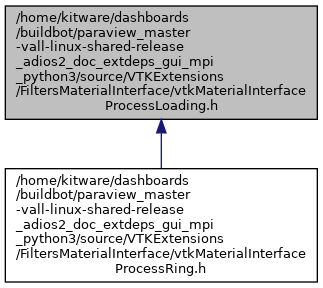 /home/kitware/dashboards
/buildbot/paraview_master
-vall-linux-shared-release
_adios2_doc_extdeps_gui_mpi
_python3/source/VTKExtensions
/FiltersMaterialInterface/vtkMaterialInterface
ProcessLoading.h
/home/kitware/dashboards
/buildbot/paraview_master
-vall-linux-shared-release
_adios2_doc_extdeps_gui_mpi
_python3/source/VTKExtensions
/FiltersMaterialInterface/vtkMaterialInterface
ProcessRing.h